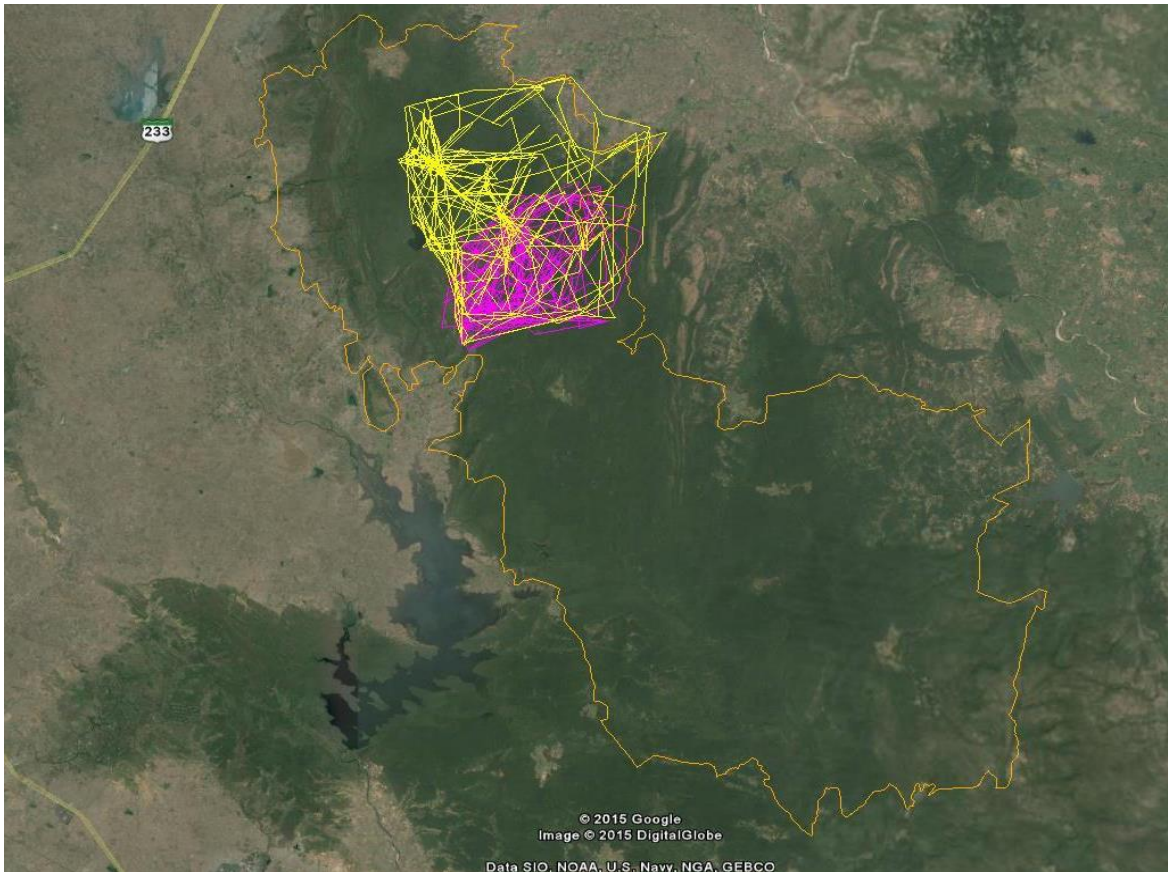 233
© 2015 Google
Image © 2015 DigitalGlobe
Data SIO, NOAA, U.S. Navy, NGA, GEBCO